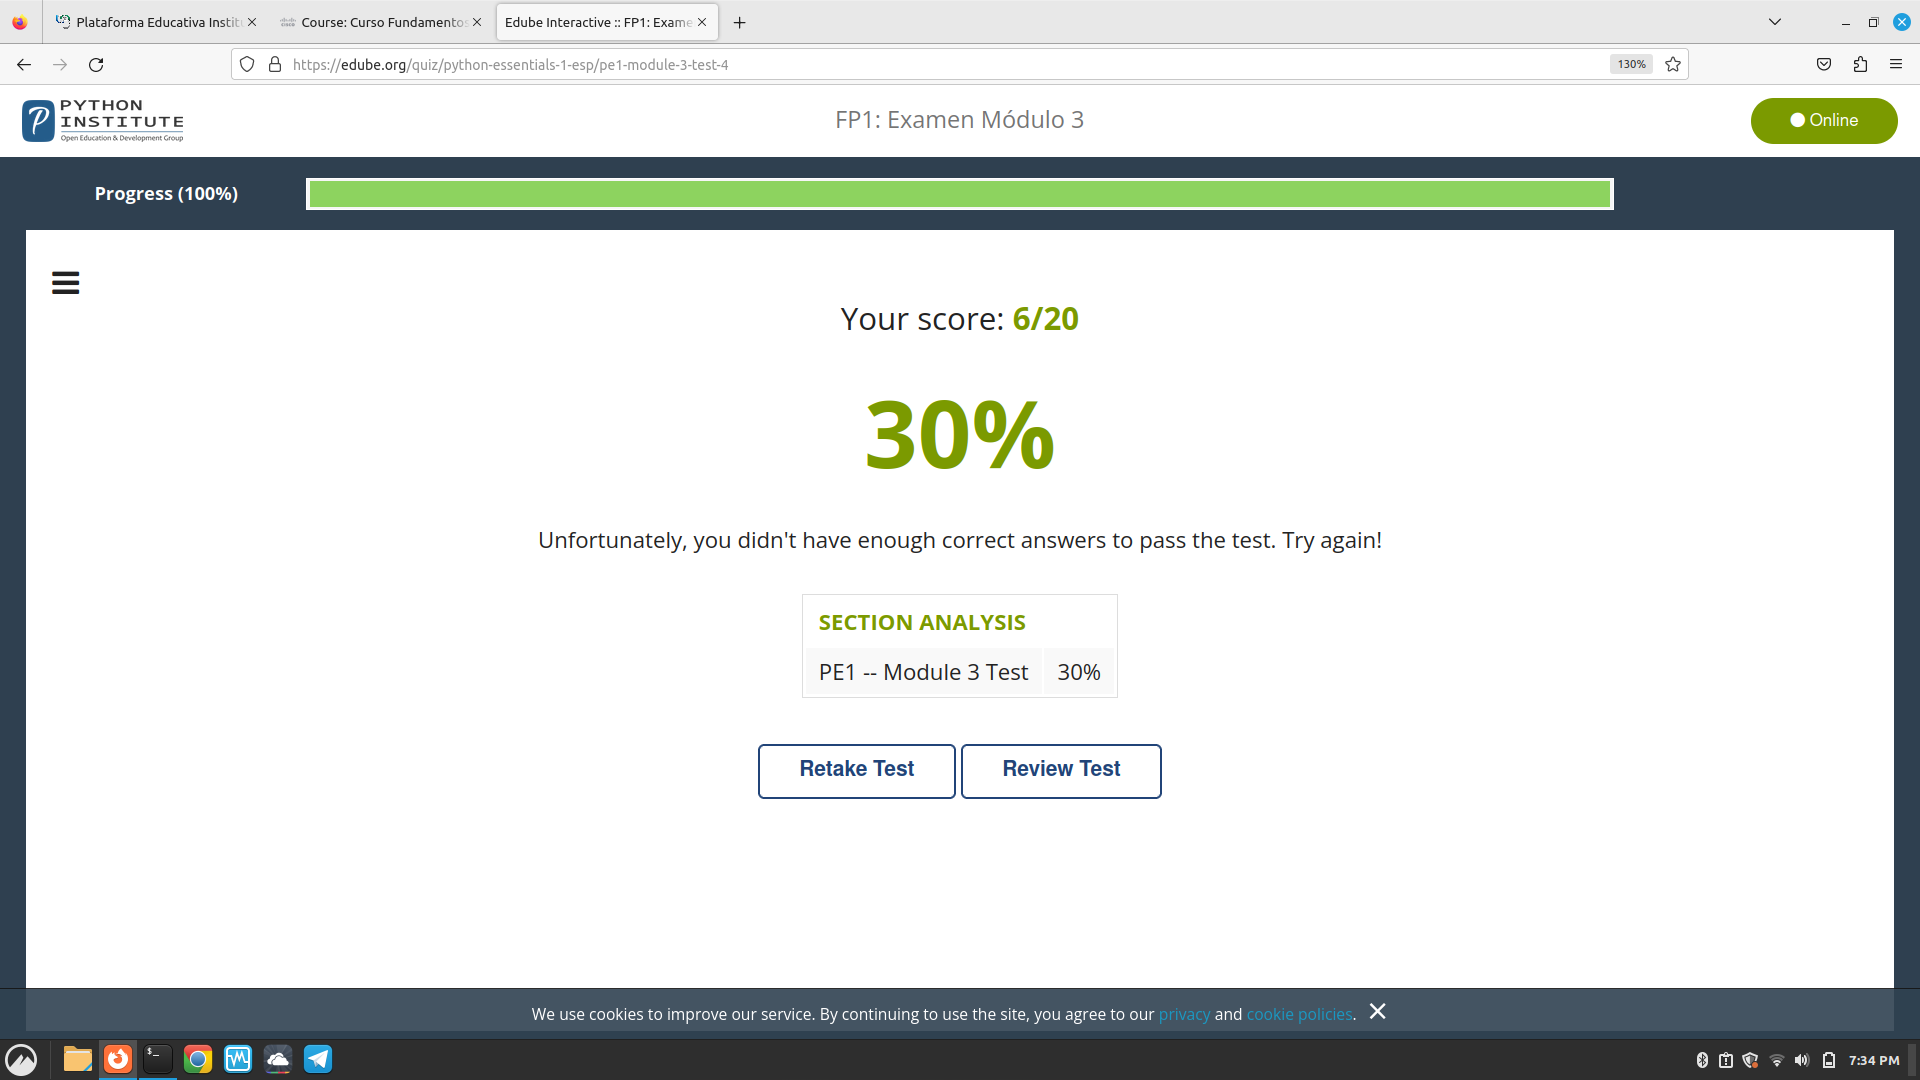 Plataforma Educativa Instit
Course: Curso Fundamentos
Edube Interactive :: FP1: Exame
https://edube.org/quiz/python-essentials-1-esp/pe1-module-3-test-4
130%
PYTHON
INSTITUTE
Open Education & Development Group
FP1: Examen Módulo 3
Online
Progress (100%)
Your score: 6/20
30%
Unfortunately, you didn't have enough correct answers to pass the test. Try again!
SECTION ANALYSIS
PE1 -- Module 3 Test 30%
Retake Test
Review Test
We use cookies to improve our service. By continuing to use the site, you agree to our privacy and cookie policies.
7:34 PM